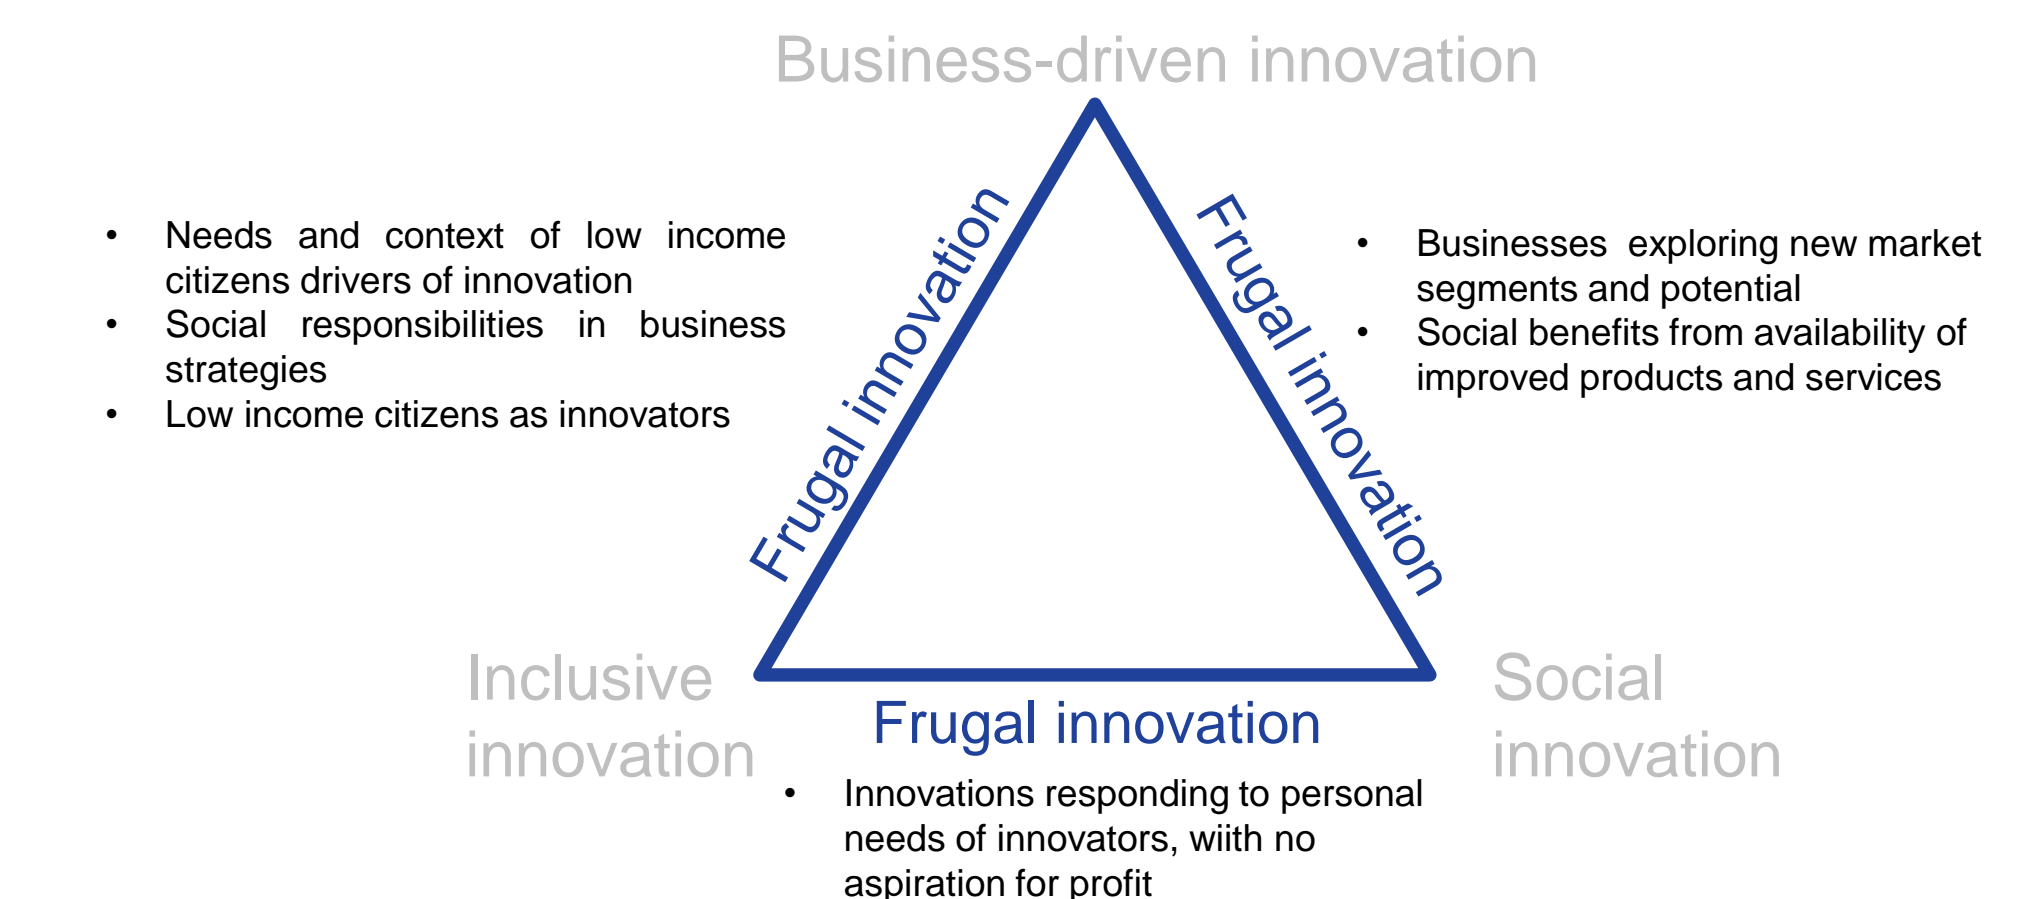 Business-driven innovation
• Needs and context of low income
citizens drivers of innovation
• Social responsibilities in business
strategies
• Low income citizens as innovators
Frugal innovation
Frugal innovation
• Businesses exploring new market
segments and potential
• Social benefits from availability of
improved products and services
Inclusive
innovation
Frugal innovation
Social
innovation
• Innovations responding to personal
needs of innovators, wiith no
aspiration for profit